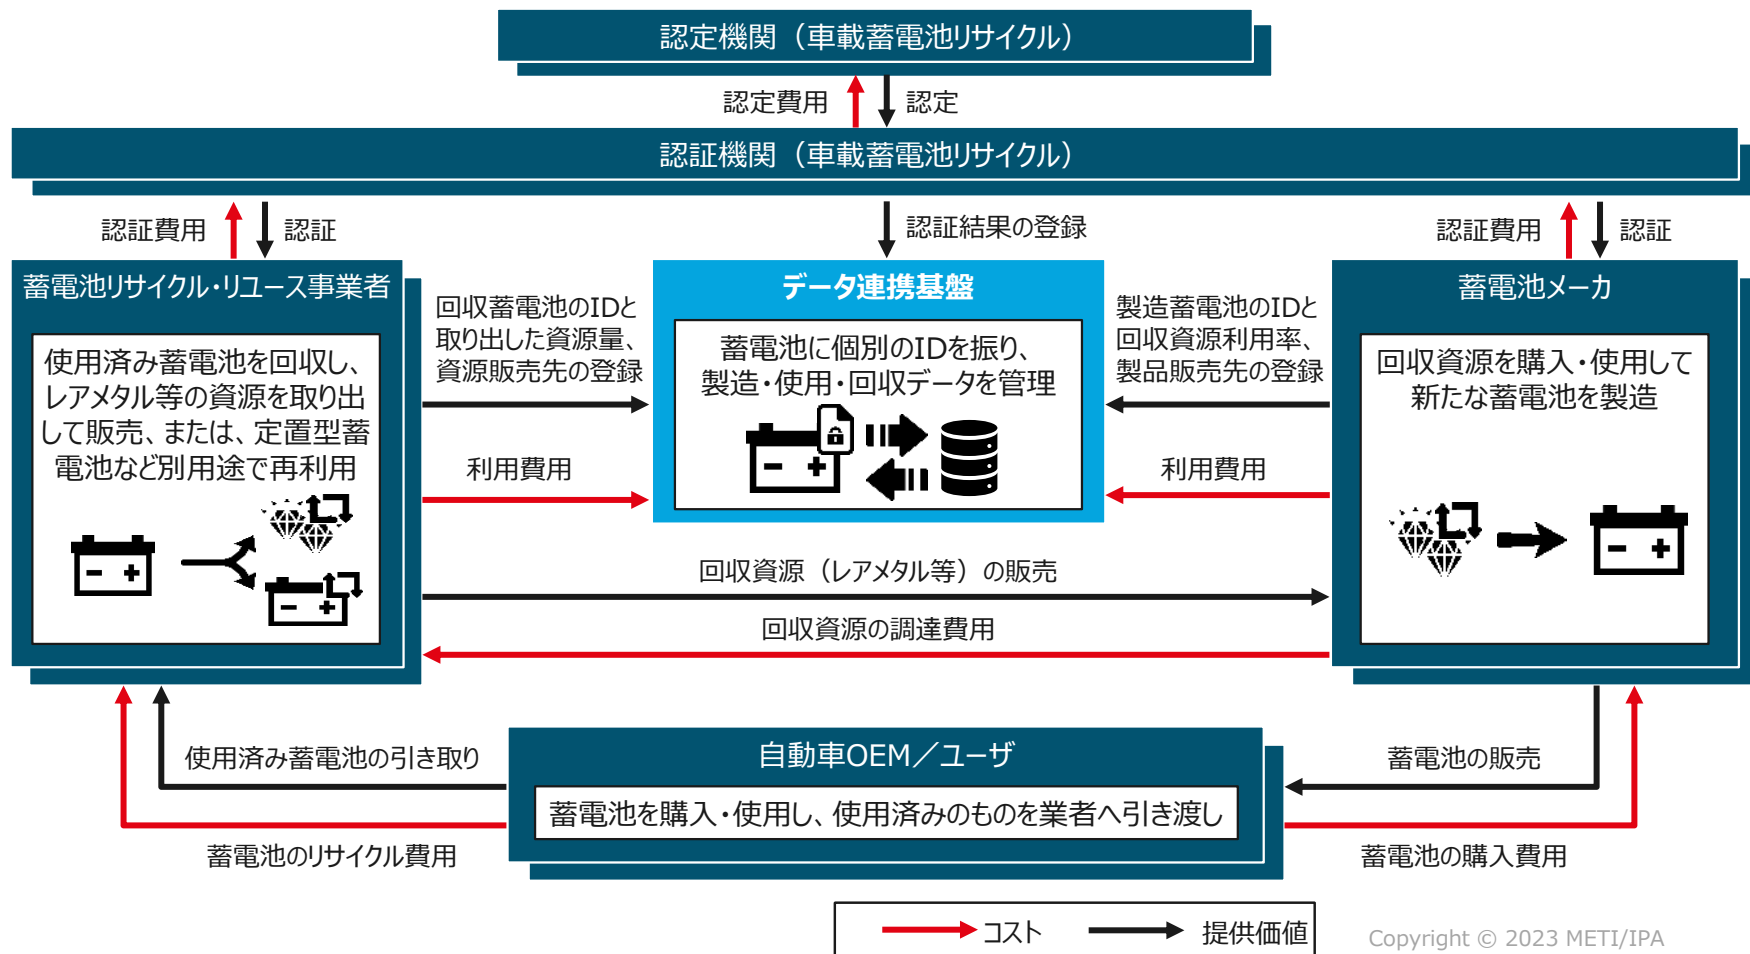 認定機関（車載蓄電池リサイクル）
認定費用
認定
認証機関（車載蓄電池リサイクル）
認証費用
認証
認証結果の登録
認証費用
認証
蓄電池リサイクル・リユース事業者
使用済み蓄電池を回収し、
レアメタル等の資源を取り出
して販売、または、定置型蓄
電池など別用途で再利用
回収蓄電池のIDと
取り出した資源量、
資源販売先の登録
利用費用
データ連携基盤
蓄電池に個別のIDを振り、
製造・使用・回収データを管理
製造蓄電池のIDと
回収資源利用率、
製品販売先の登録
利用費用
蓄電池メーカ
回収資源を購入・使用して
新たな蓄電池を製造
回収資源（レアメタル等）の販売
回収資源の調達費用
使用済み蓄電池の引き取り
蓄電池のリサイクル費用
自動車OEM／ユーザ
蓄電池を購入・使用し、使用済みのものを業者へ引き渡し
蓄電池の販売
蓄電池の購入費用
コスト
提供価値
Copyright © 2023 METI/IPA